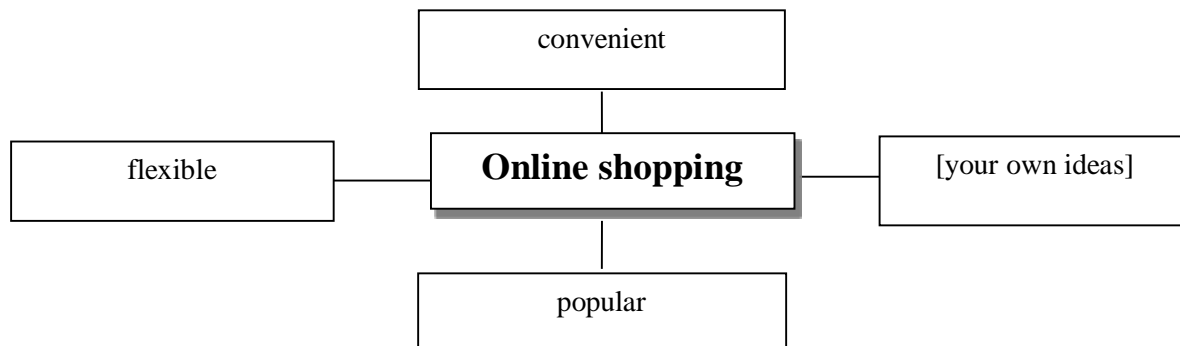 convenient
flexible
Online shopping
[your own ideas]
popular